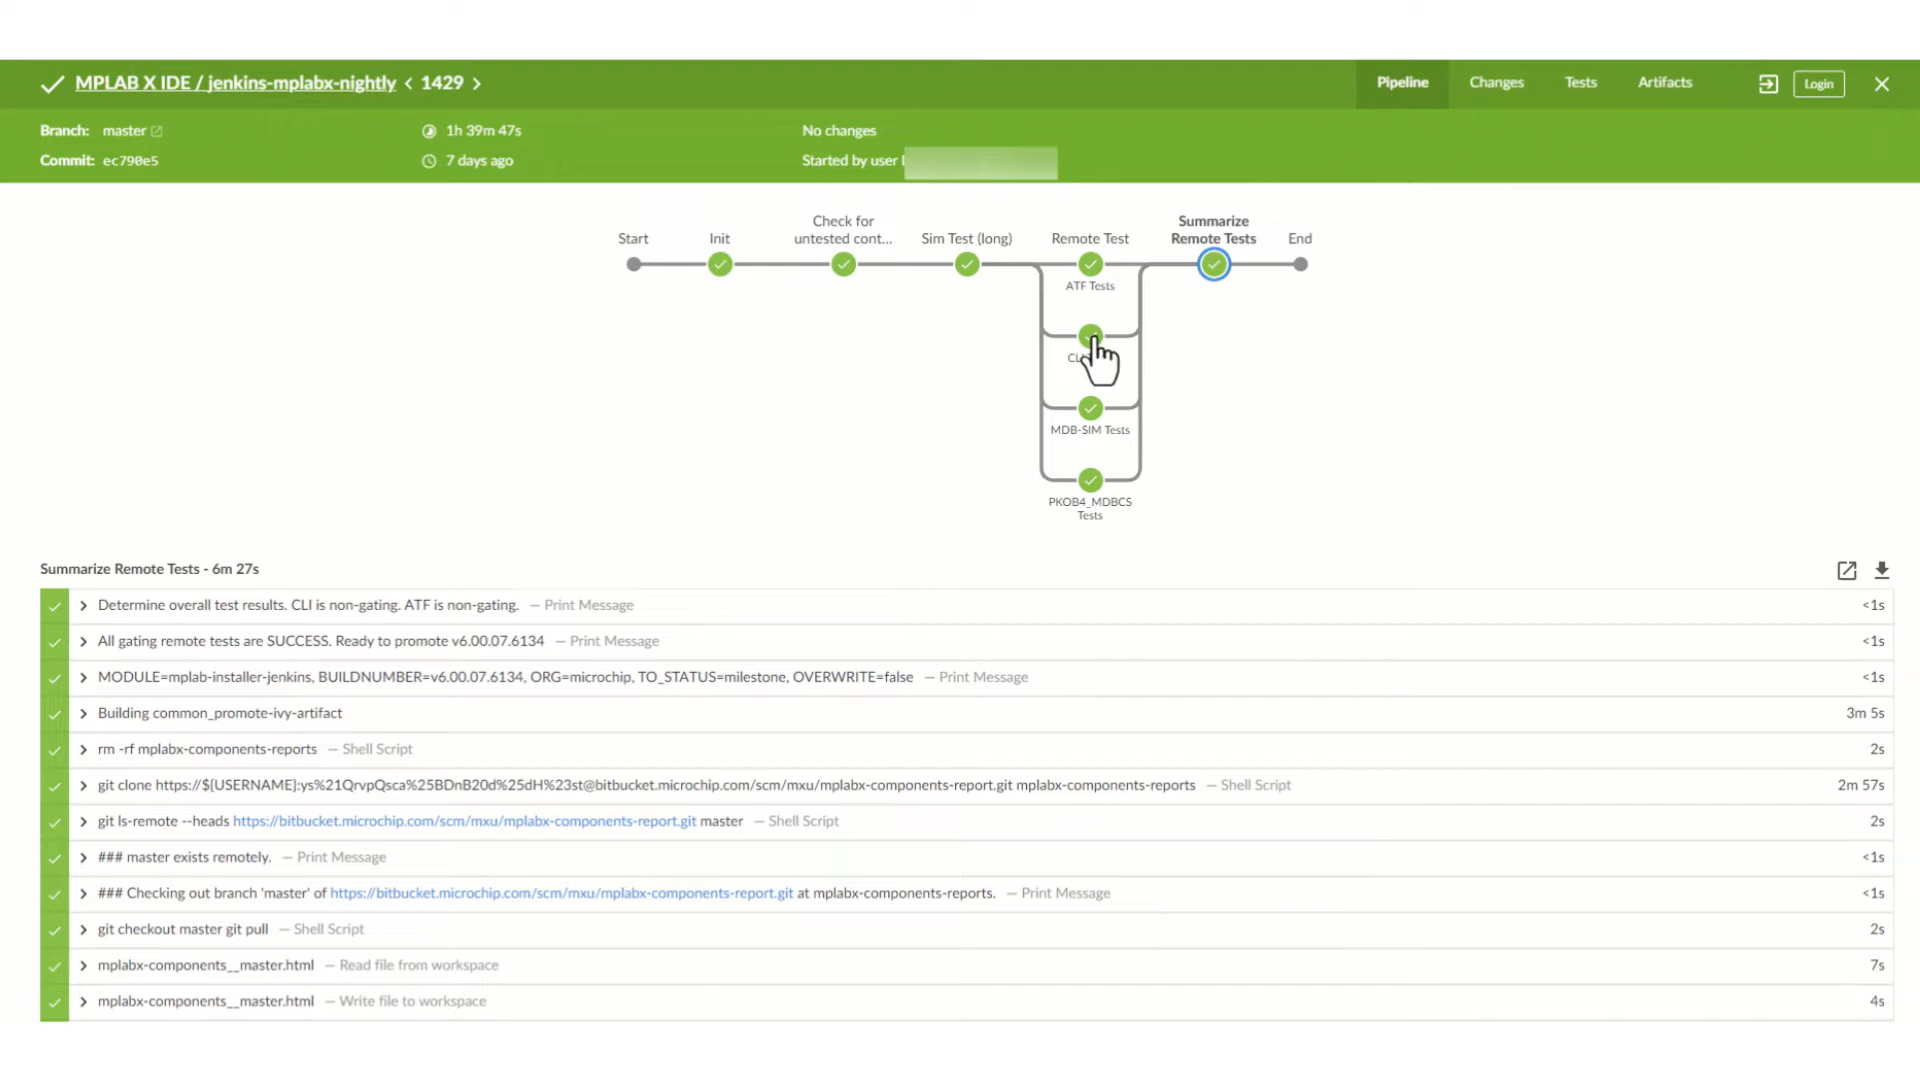 MPLAB X IDE / jenkins-mplabx-nightly < 1429 >
Pipeline Changes Tests Artifacts Login
Branch: master 1h 39m 47s No changes
Commit: ec790e5 7 days ago Started by user
Start Init Check for untested cont... Sim Test (long) Remote Test Summarize Remote Tests End
ATF Tests
CLI
MDB-SIM Tests
PKOB4_MDBCS
Tests
Summarize Remote Tests - 6m 27s
Determine overall test results. CLI is non-gating. ATF is non-gating. — Print Message <1s
All gating remote tests are SUCCESS. Ready to promote v6.00.07.6134 — Print Message <1s
MODULE=mplab-installer-jenkins, BUILDNUMBER=v6.00.07.6134, ORG=microchip, TO_STATUS=milestone, OVERWRITE=false — Print Message <1s
Building common_promote-ivy-artifact 3m 5s
rm -rf mplabx-components-reports — Shell Script 2s
git clone https://${USERNAME}:ys%21QrvpQsca%25BDnB20d%25dH%23st@bitbucket.microchip.com/scm/mxu/mplabx-components-report.git mplabx-components-reports — Shell Script 2m 57s
git ls-remote --heads https://bitbucket.microchip.com/scm/mxu/mplabx-components-report.git master — Shell Script 2s
### master exists remotely. — Print Message <1s
### Checking out branch 'master' of https://bitbucket.microchip.com/scm/mxu/mplabx-components-report.git at mplabx-components-reports. — Print Message <1s
git checkout master git pull — Shell Script 2s
mplabx-components__master.html — Read file from workspace 7s
mplabx-components__master.html — Write file to workspace 4s